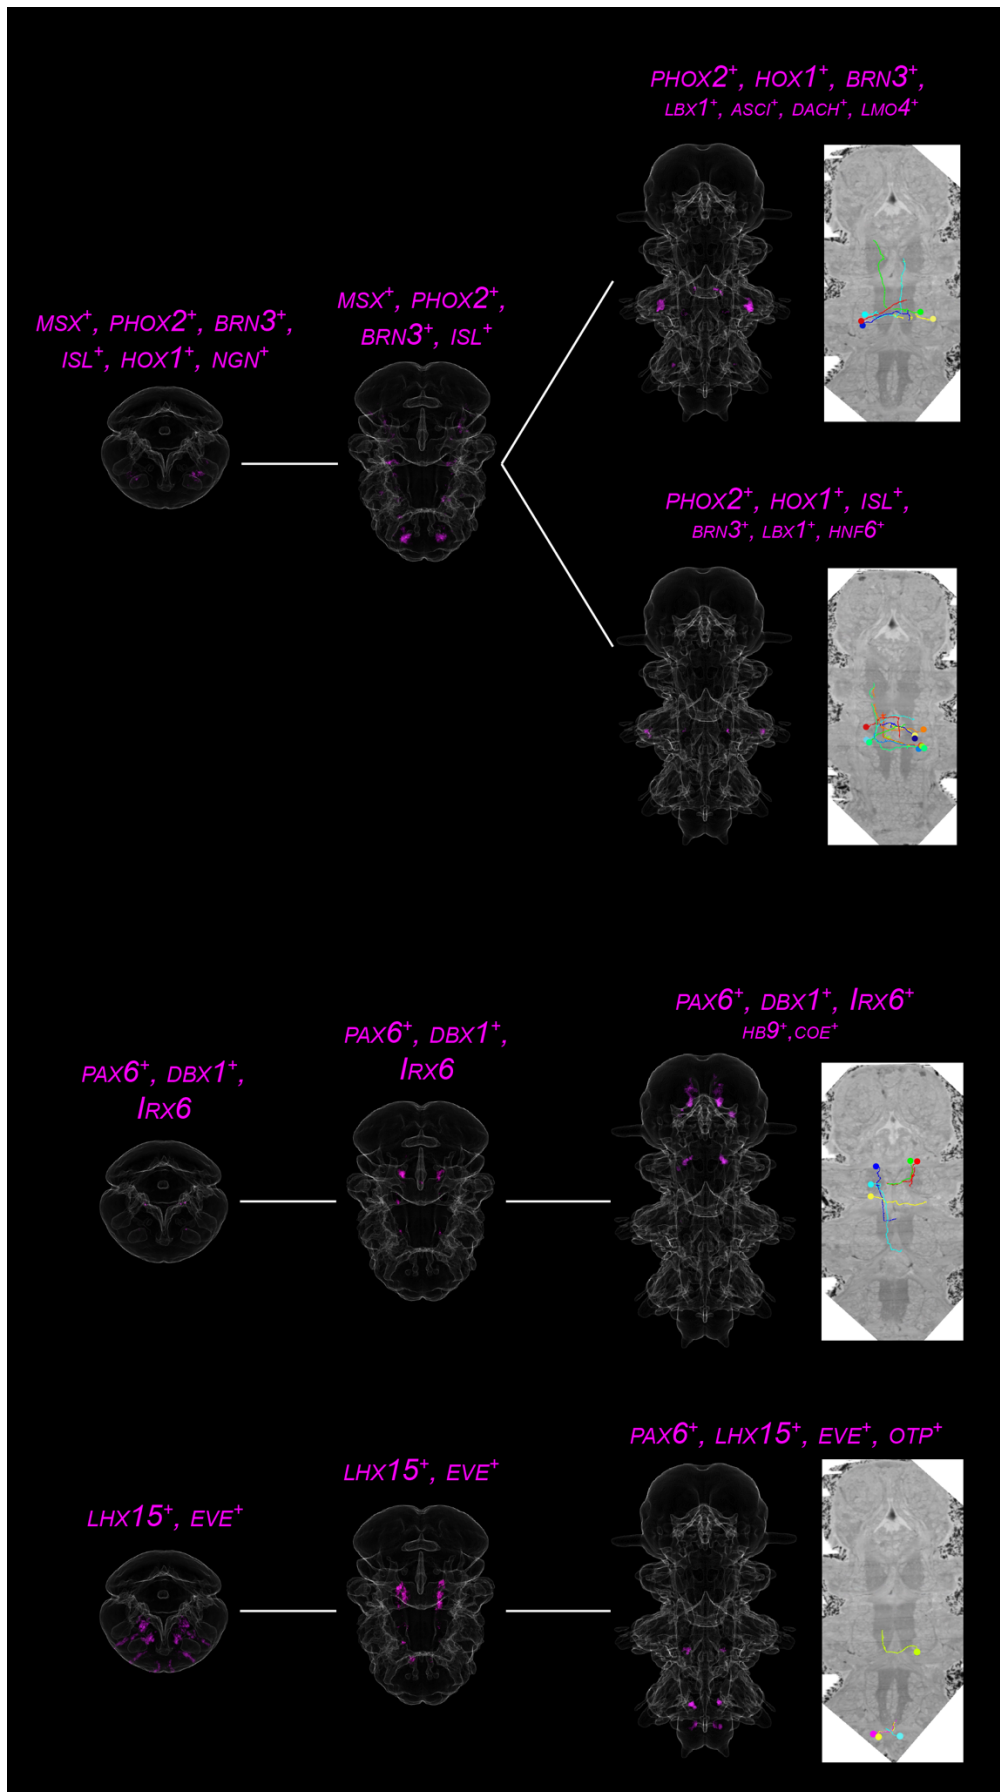 PHOX2⁺, HOX1⁺, BRN3⁺,
LBX1⁺, ASCI⁺, DACH⁺, LMO4⁺
MSX⁺, PHOX2⁺, BRN3⁺,
ISL⁺, HOX1⁺, NGN⁺
MSX⁺, PHOX2⁺,
BRN3⁺, ISL⁺
PHOX2⁺, HOX1⁺, ISL⁺,
BRN3⁺, LBX1⁺, HNF6⁺
PAX6⁺, DBX1⁺,
IRX6
PAX6⁺, DBX1⁺,
IRX6
PAX6⁺, DBX1⁺, IRX6⁺
HB9⁺,COE⁺
LHX15⁺, EVE⁺
LHX15⁺, EVE⁺
PAX6⁺, LHX15⁺, EVE⁺, OTP⁺